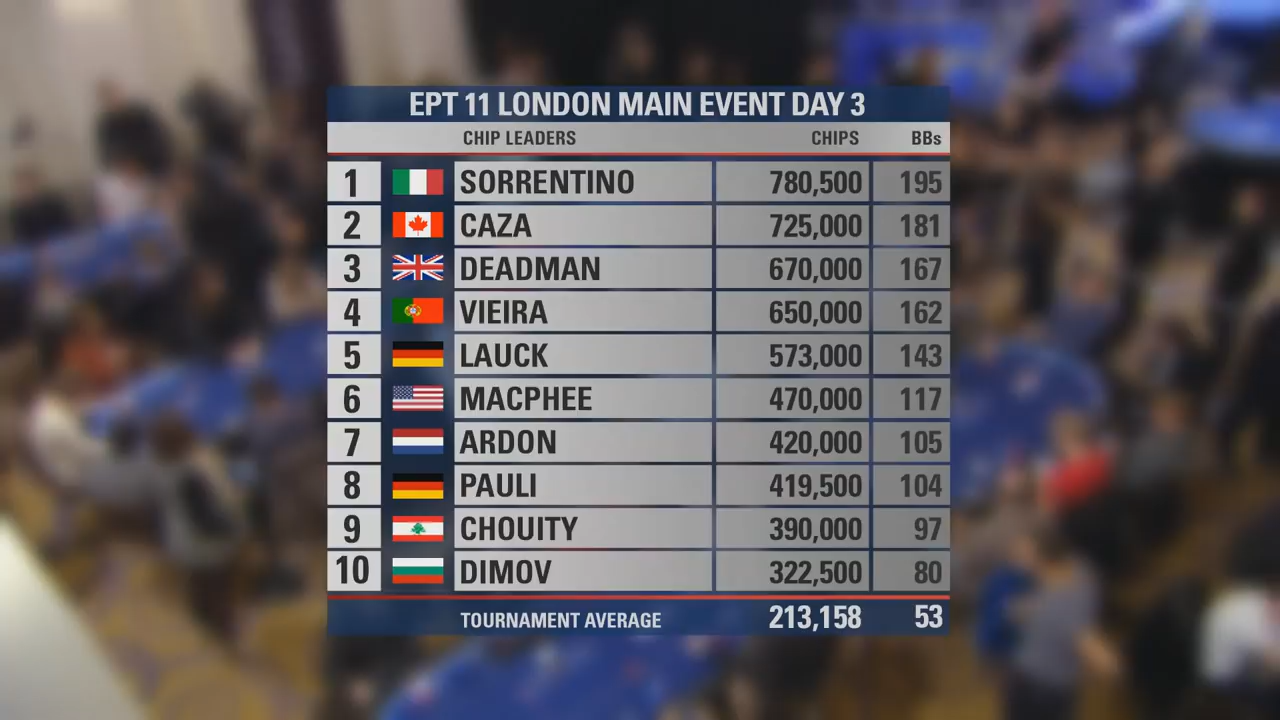 EPT 11 LONDON MAIN EVENT DAY 3
CHIP LEADERS CHIPS BBs
1 SORRENTINO 780,500 195
2 CAZA 725,000 181
3 DEADMAN 670,000 167
4 VIEIRA 650,000 162
5 LAUCK 573,000 143
6 MACPHEE 470,000 117
7 ARDON 420,000 105
8 PAULI 419,500 104
9 CHOUITY 390,000 97
10 DIMOV 322,500 80
TOURNAMENT AVERAGE 213,158 53